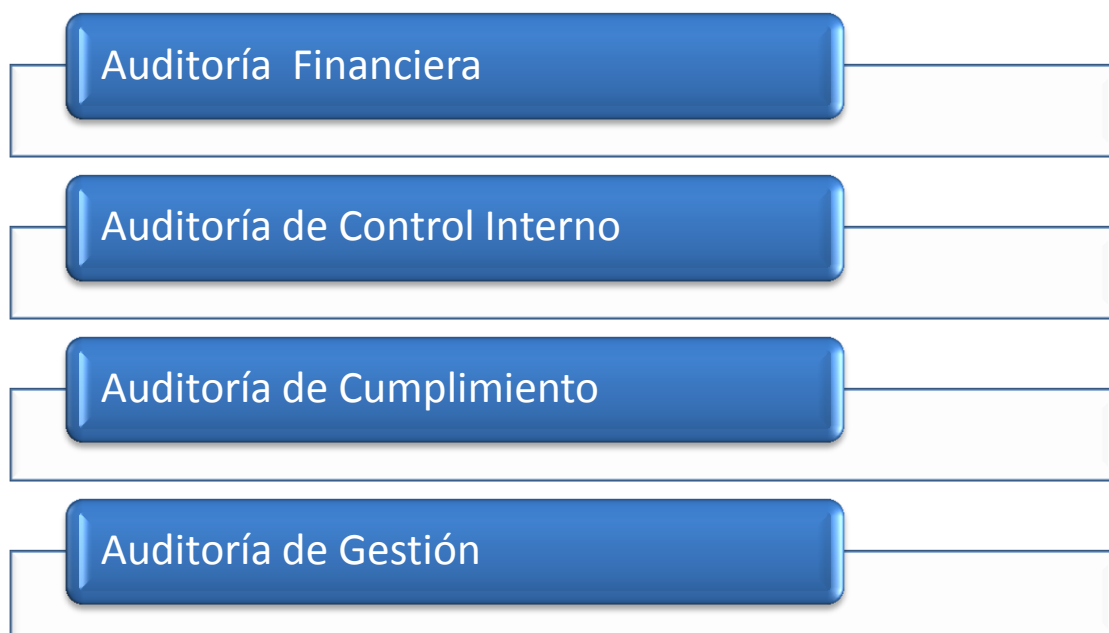 Auditoría  Financiera
Auditoría de Control Interno
Auditoría de Cumplimiento
Auditoría de Gestión